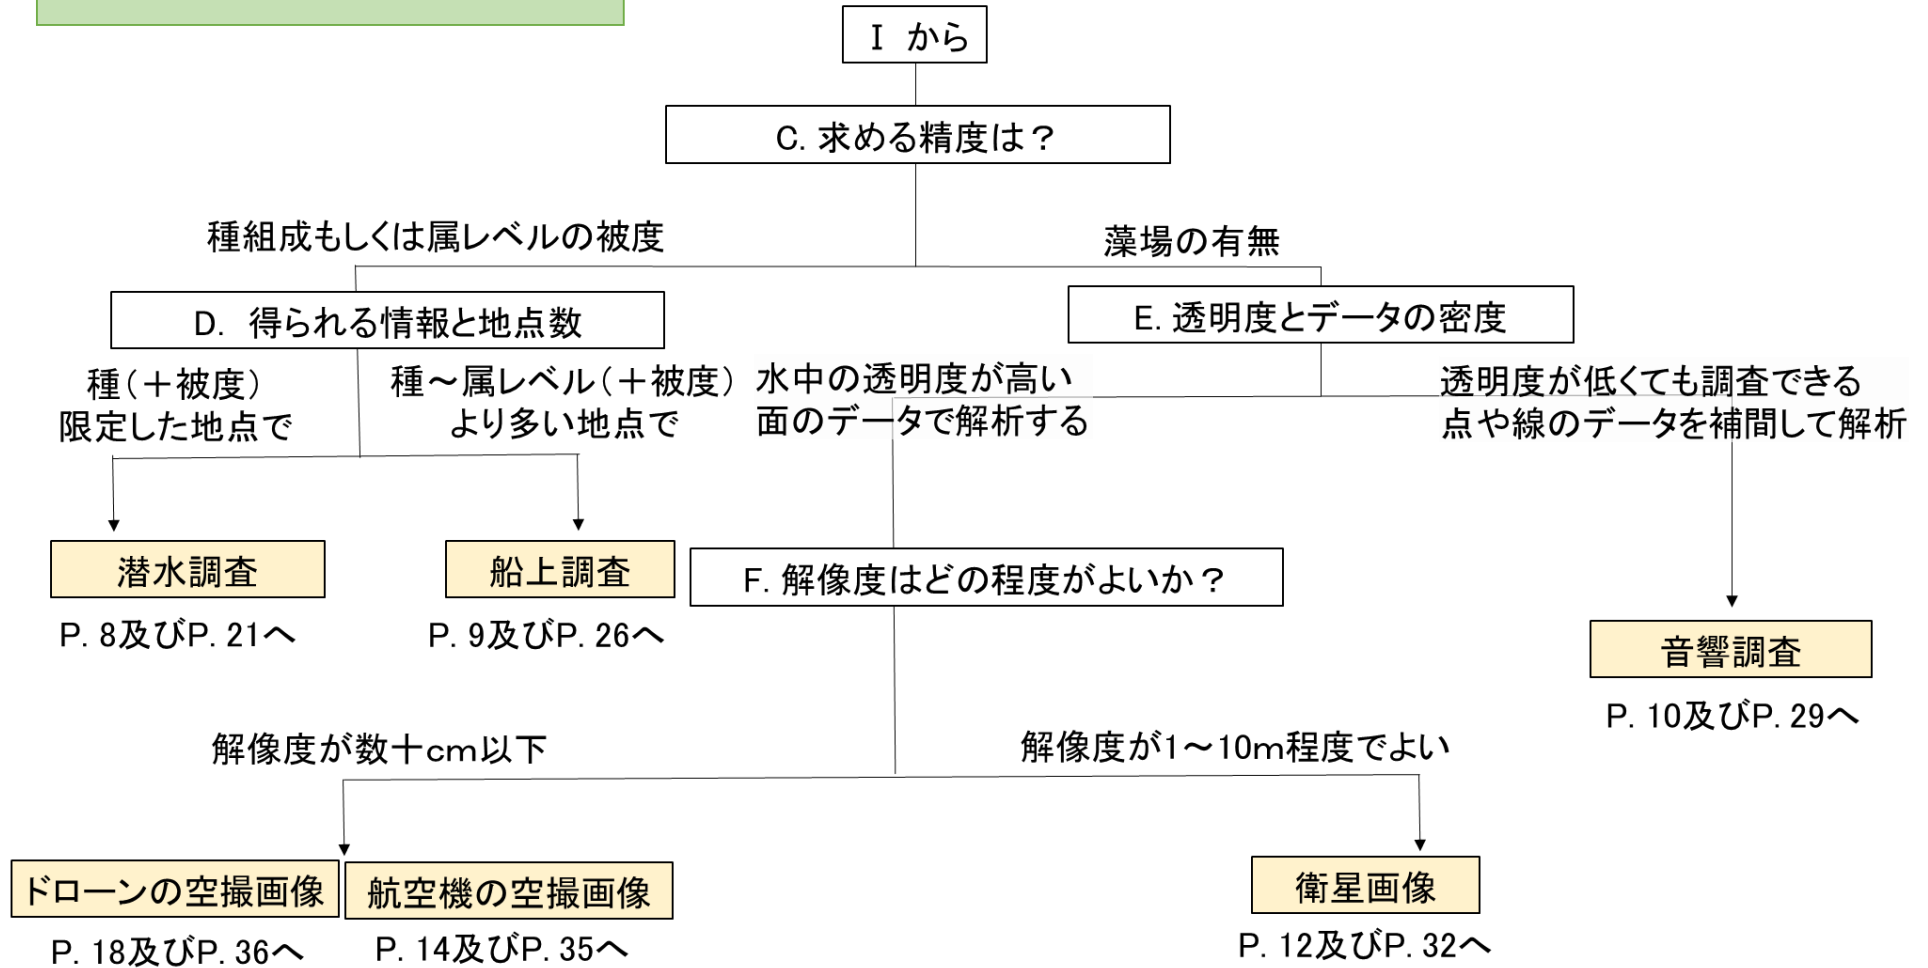 Ⅰ から
C. 求める精度は？
種組成もしくは属レベルの被度
藻場の有無
D. 得られる情報と地点数
E. 透明度とデータの密度
種（＋被度）
限定した地点で
種～属レベル（＋被度）
より多い地点で
水中の透明度が高い
面のデータで解析する
透明度が低くても調査できる
点や線のデータを補間して解析
潜水調査
P. 8及びP. 21へ
船上調査
P. 9及びP. 26へ
F. 解像度はどの程度がよいか？
音響調査
P. 10及びP. 29へ
解像度が数十cm以下
解像度が1～10m程度でよい
ドローンの空撮画像
P. 18及びP. 36へ
航空機の空撮画像
P. 14及びP. 35へ
衛星画像
P. 12及びP. 32へ